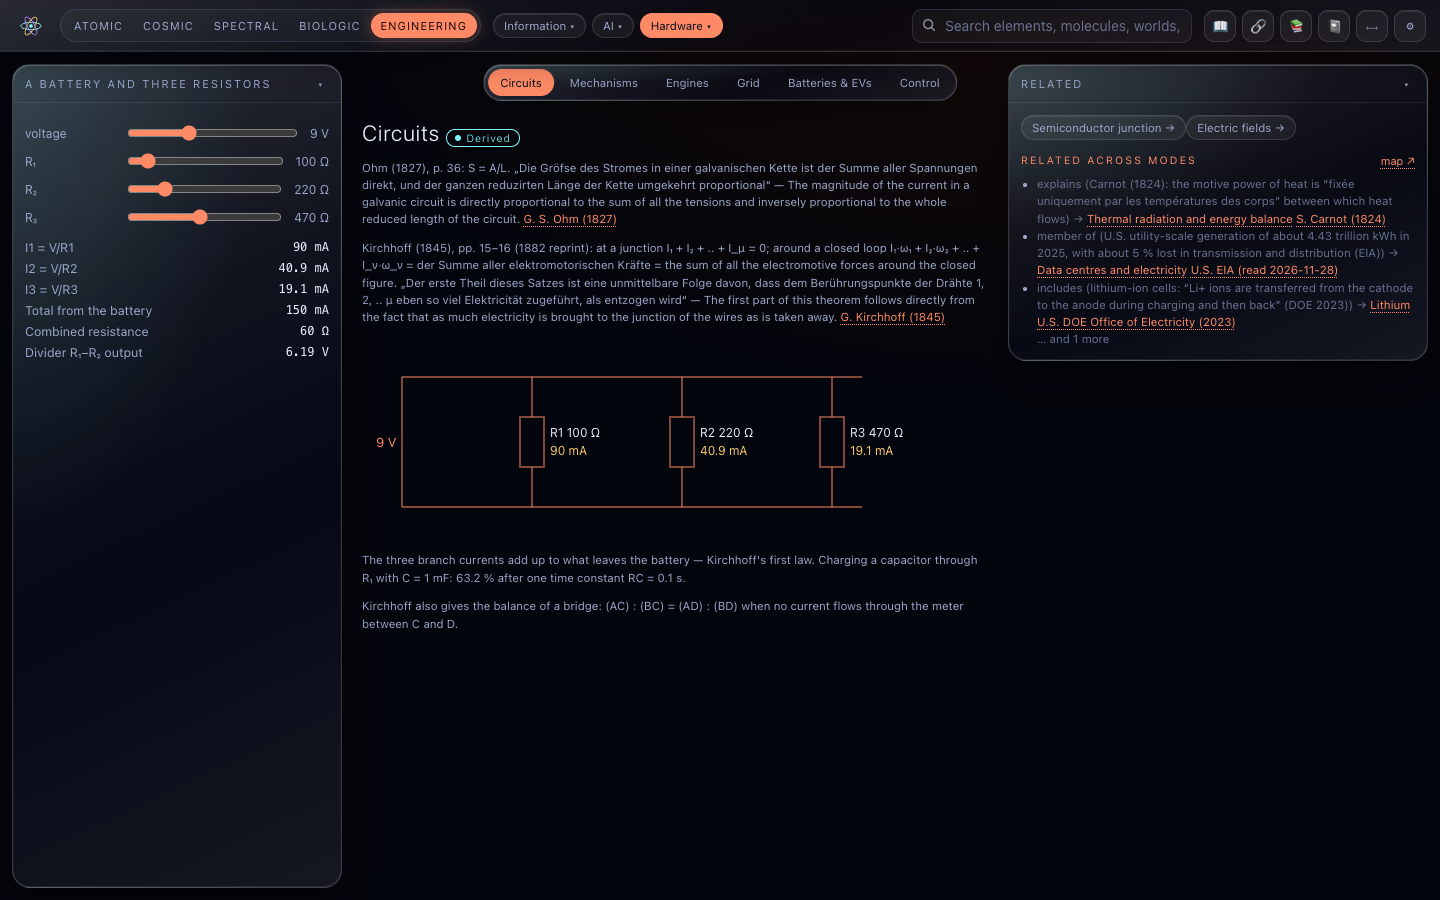 ATOMIC COSMIC SPECTRAL BIOLOGIC ENGINEERING Information AI Hardware Search elements, molecules, worlds,
A BATTERY AND THREE RESISTORS
voltage 9 V
R₁ 100 Ω
R₂ 220 Ω
R₃ 470 Ω
I1 = V/R1 90 mA
I2 = V/R2 40.9 mA
I3 = V/R3 19.1 mA
Total from the battery 150 mA
Combined resistance 60 Ω
Divider R₁–R₂ output 6.19 V
Circuits Mechanisms Engines Grid Batteries & EVs Control
Circuits Derived
Ohm (1827), p. 36: S = A/L. „Die Gröfse des Stromes in einer galvanischen Kette ist der Summe aller Spannungen
direkt, und der ganzen reduzirten Länge der Kette umgekehrt proportional“ — The magnitude of the current in a
galvanic circuit is directly proportional to the sum of all the tensions and inversely proportional to the whole
reduced length of the circuit. G. S. Ohm (1827)
Kirchhoff (1845), pp. 15–16 (1882 reprint): at a junction I₁ + I₂ + .. + I_μ = 0; around a closed loop I₁·ω₁ + I₂·ω₂ + .. +
I_ν·ω_ν = der Summe aller elektromotorischen Kräfte = the sum of all the electromotive forces around the closed
figure. „Der erste Theil dieses Satzes ist eine unmittelbare Folge davon, dass dem Berührungspunkte der Drähte 1,
2, .. μ eben so viel Elektricität zugeführt, als entzogen wird“ — The first part of this theorem follows directly from
the fact that as much electricity is brought to the junction of the wires as is taken away. G. Kirchhoff (1845)
9 V
R1 100 Ω
90 mA
R2 220 Ω
40.9 mA
R3 470 Ω
19.1 mA
The three branch currents add up to what leaves the battery — Kirchhoff's first law. Charging a capacitor through
R₁ with C = 1 mF: 63.2 % after one time constant RC = 0.1 s.
Kirchhoff also gives the balance of a bridge: (AC) : (BC) = (AD) : (BD) when no current flows through the meter
between C and D.
RELATED
Semiconductor junction → Electric fields →
RELATED ACROSS MODES map ↗
explains (Carnot (1824): the motive power of heat is “fixée
uniquement par les températures des corps” between which heat
flows) → Thermal radiation and energy balance S. Carnot (1824)
member of (U.S. utility-scale generation of about 4.43 trillion kWh in
2025, with about 5 % lost in transmission and distribution (EIA)) →
Data centres and electricity U.S. EIA (read 2026-11-28)
includes (lithium-ion cells: “Li+ ions are transferred from the cathode
to the anode during charging and then back” (DOE 2023)) → Lithium
U.S. DOE Office of Electricity (2023)
... and 1 more